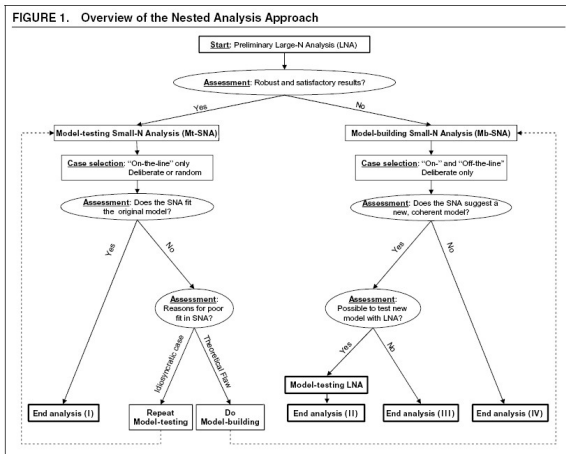 FIGURE 1. Overview of the Nested Analysis Approach
Start: Preliminary Large-N Analysis (LNA)
Assessment: Robust and satisfactory results?
Yes
No
Model-testing Small-N Analysis (Mt-SNA)
Model-building Small-N Analysis (Mb-SNA)
Case selection: "On-the-line" only
Deliberate or random
Case selection: "On-" and "Off-the-line"
Deliberate only
Assessment: Does the SNA fit
the original model?
Assessment: Does the SNA suggest a
new, coherent model?
Yes
No
Yes
No
Assessment:
Reasons for poor
fit in SNA?
Assessment:
Possible to test new
model with LNA?
Idiosyncratic case
Theoretical Flaw
Yes
No
Model-testing LNA
End analysis (I)
Repeat
Model-testing
Do
Model-building
End analysis (II)
End analysis (III)
End analysis (IV)